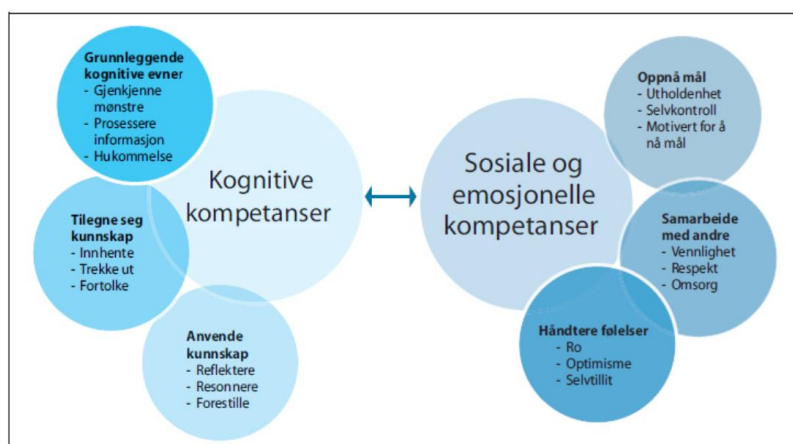 Grunnleggende
kognitive evner
- Gjenkjenne
mønstre
- Prosessere
informasjon
- Hukommelse
Kognitive
kompetanser
Tilegne seg
kunnskap
- Innhente
- Trekke ut
- Fortolke
Anvende
kunnskap
- Reflektere
- Resonnere
- Forestille
Sosiale og
emosjonelle
kompetanser
Oppnå mål
- Utholdenhet
- Selvkontroll
- Motivert for å
nå mål
Samarbeide
med andre
- Vennlighet
- Respekt
- Omsorg
Håndtere følelser
- Ro
- Optimisme
- Selvtillit